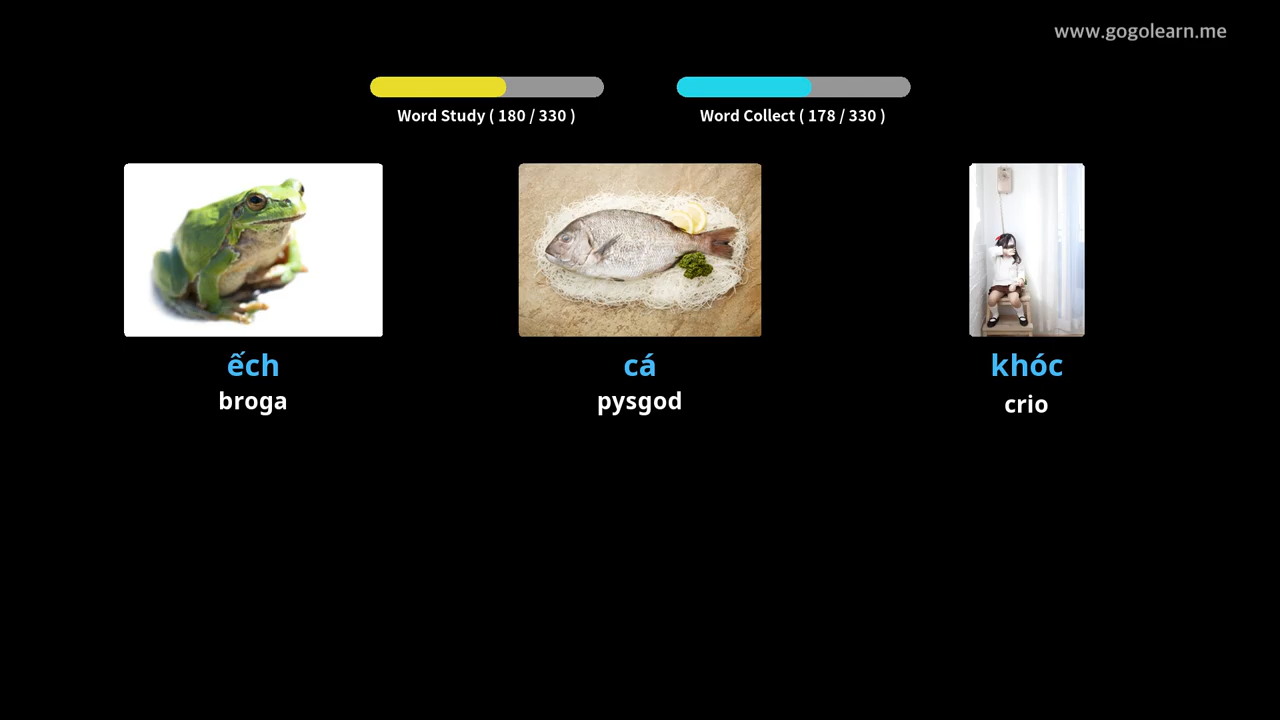 www.gogolearn.me
Word Study ( 180 / 330 )
Word Collect ( 178 / 330 )
ếch
broga
cá
pysgod
khóc
crio